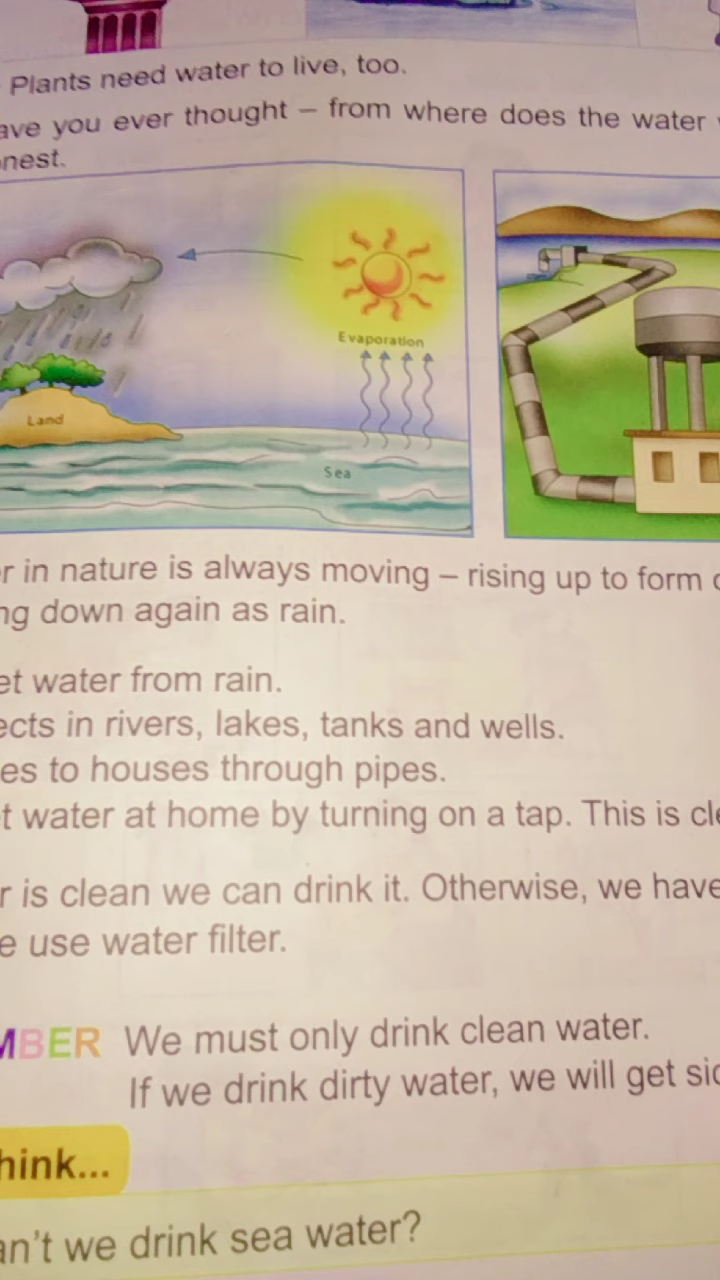 Plants need water to live, too.
ave you ever thought – from where does the water
nest.
Evaporation
Land
Sea
r in nature is always moving – rising up to form
ng down again as rain.
et water from rain.
ects in rivers, lakes, tanks and wells.
es to houses through pipes.
t water at home by turning on a tap. This is cle
r is clean we can drink it. Otherwise, we have
e use water filter.
MBER We must only drink clean water.
If we drink dirty water, we will get sic
hink...
an't we drink sea water?